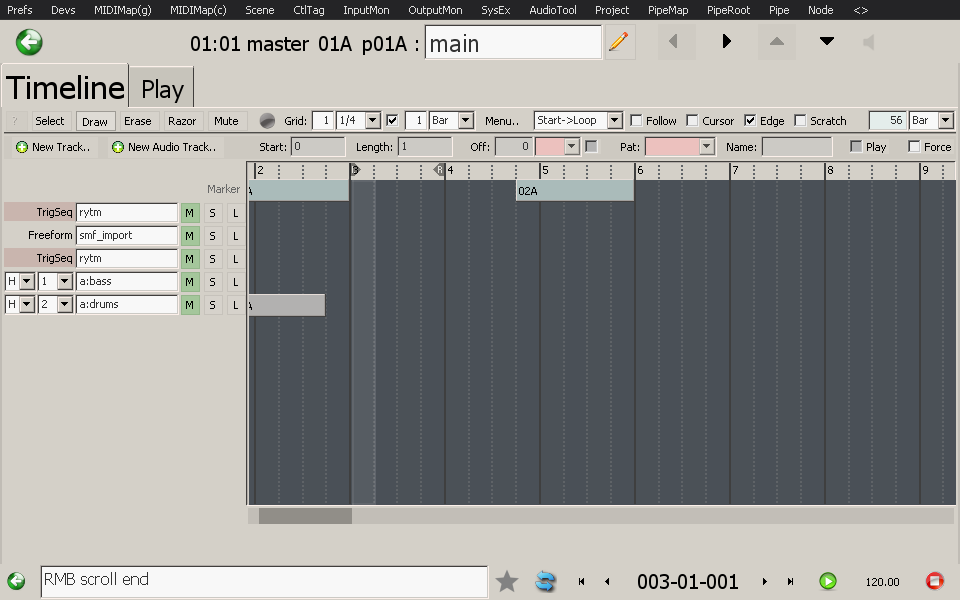 Prefs Devs MIDIMap(g) MIDIMap(c) Scene CtlTag InputMon OutputMon SysEx AudioTool Project PipeMap PipeRoot Pipe Node <>
01:01 master 01A p01A : main
Timeline Play
? Select Draw Erase Razor Mute Grid: 1 1/4 1 Bar Menu.. Start->Loop Follow Cursor Edge Scratch 56 Bar
New Track.. New Audio Track.. Start: 0 Length: 1 Off: 0 Pat: Name: Play Force
2 3 R 4 5 6 7 8 9
Marker 02A
TrigSeq rytm M S L
Freeform smf_import M S L
TrigSeq rytm M S L
H 1 a:bass M S L
H 2 a:drums M S L
RMB scroll end 003-01-001 120.00